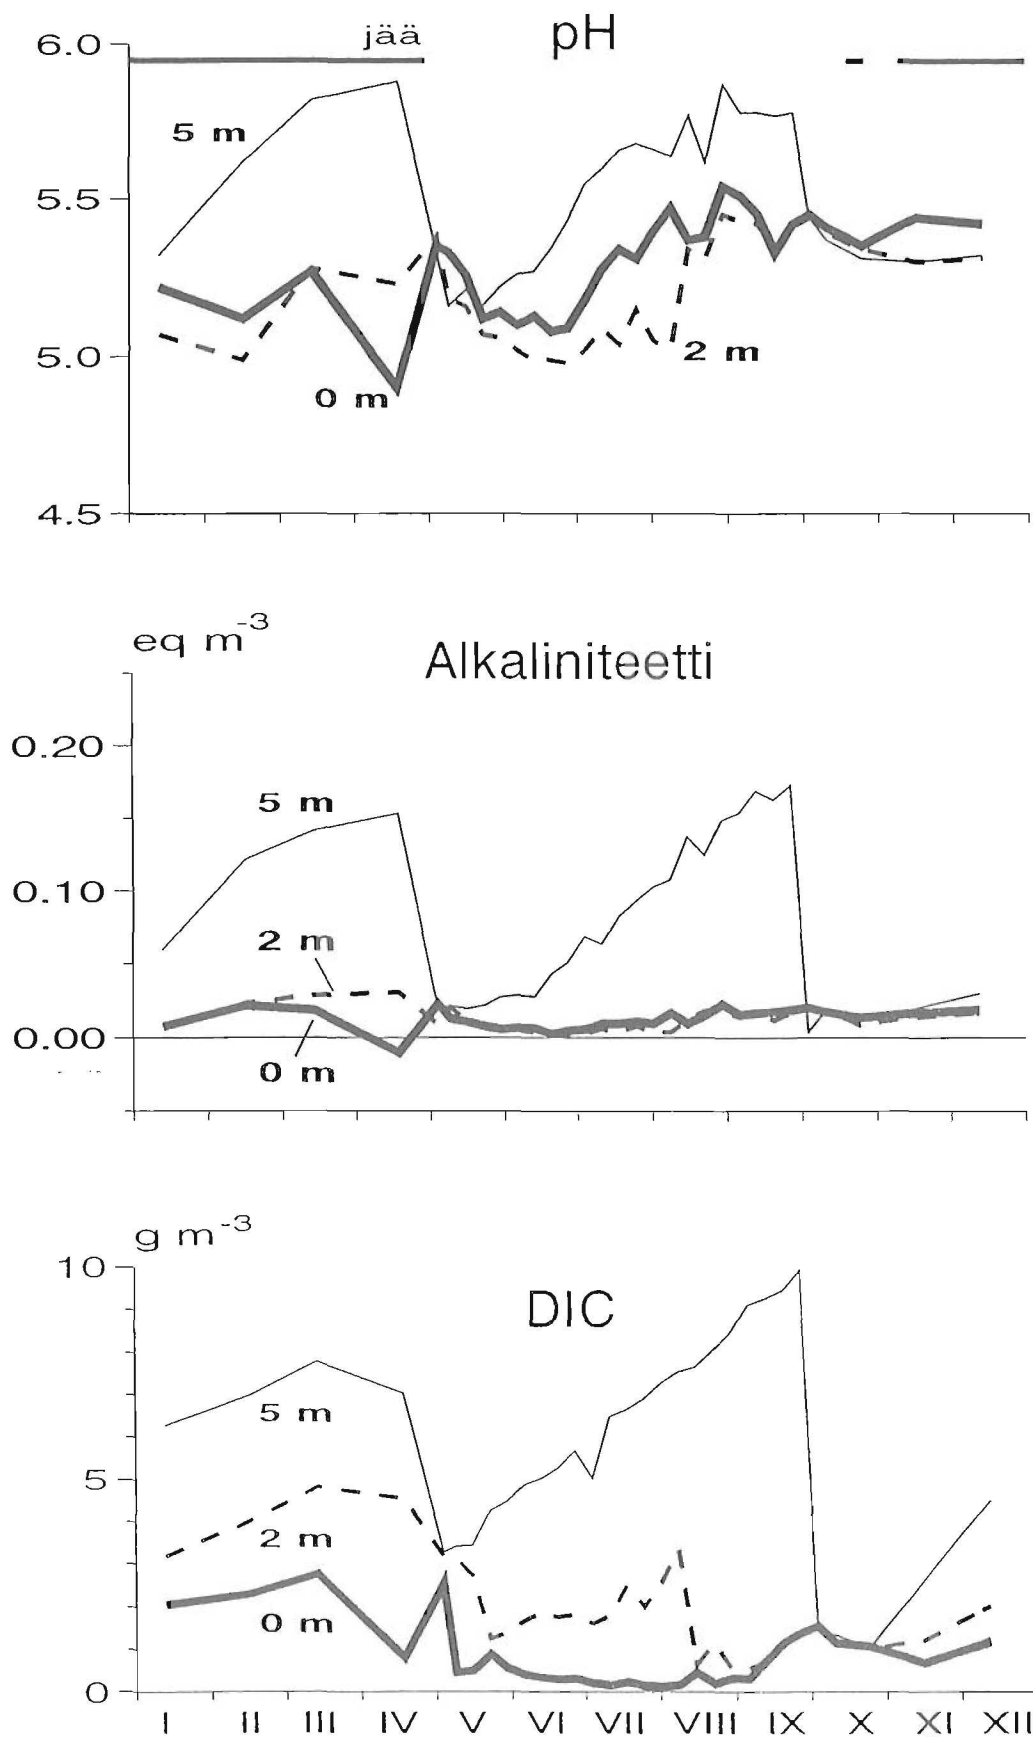 pH
jää
6.0
5 m
5.5
5.0
2 m
0 m
4.5
eq m-3
Alkaliniteetti
0.20
5 m
0.10
2 m
0.00
0 m
g m-3
10
DIC
5 m
5
2 m
0 m
0
I II III IV V VI VII VIII IX X XI XII